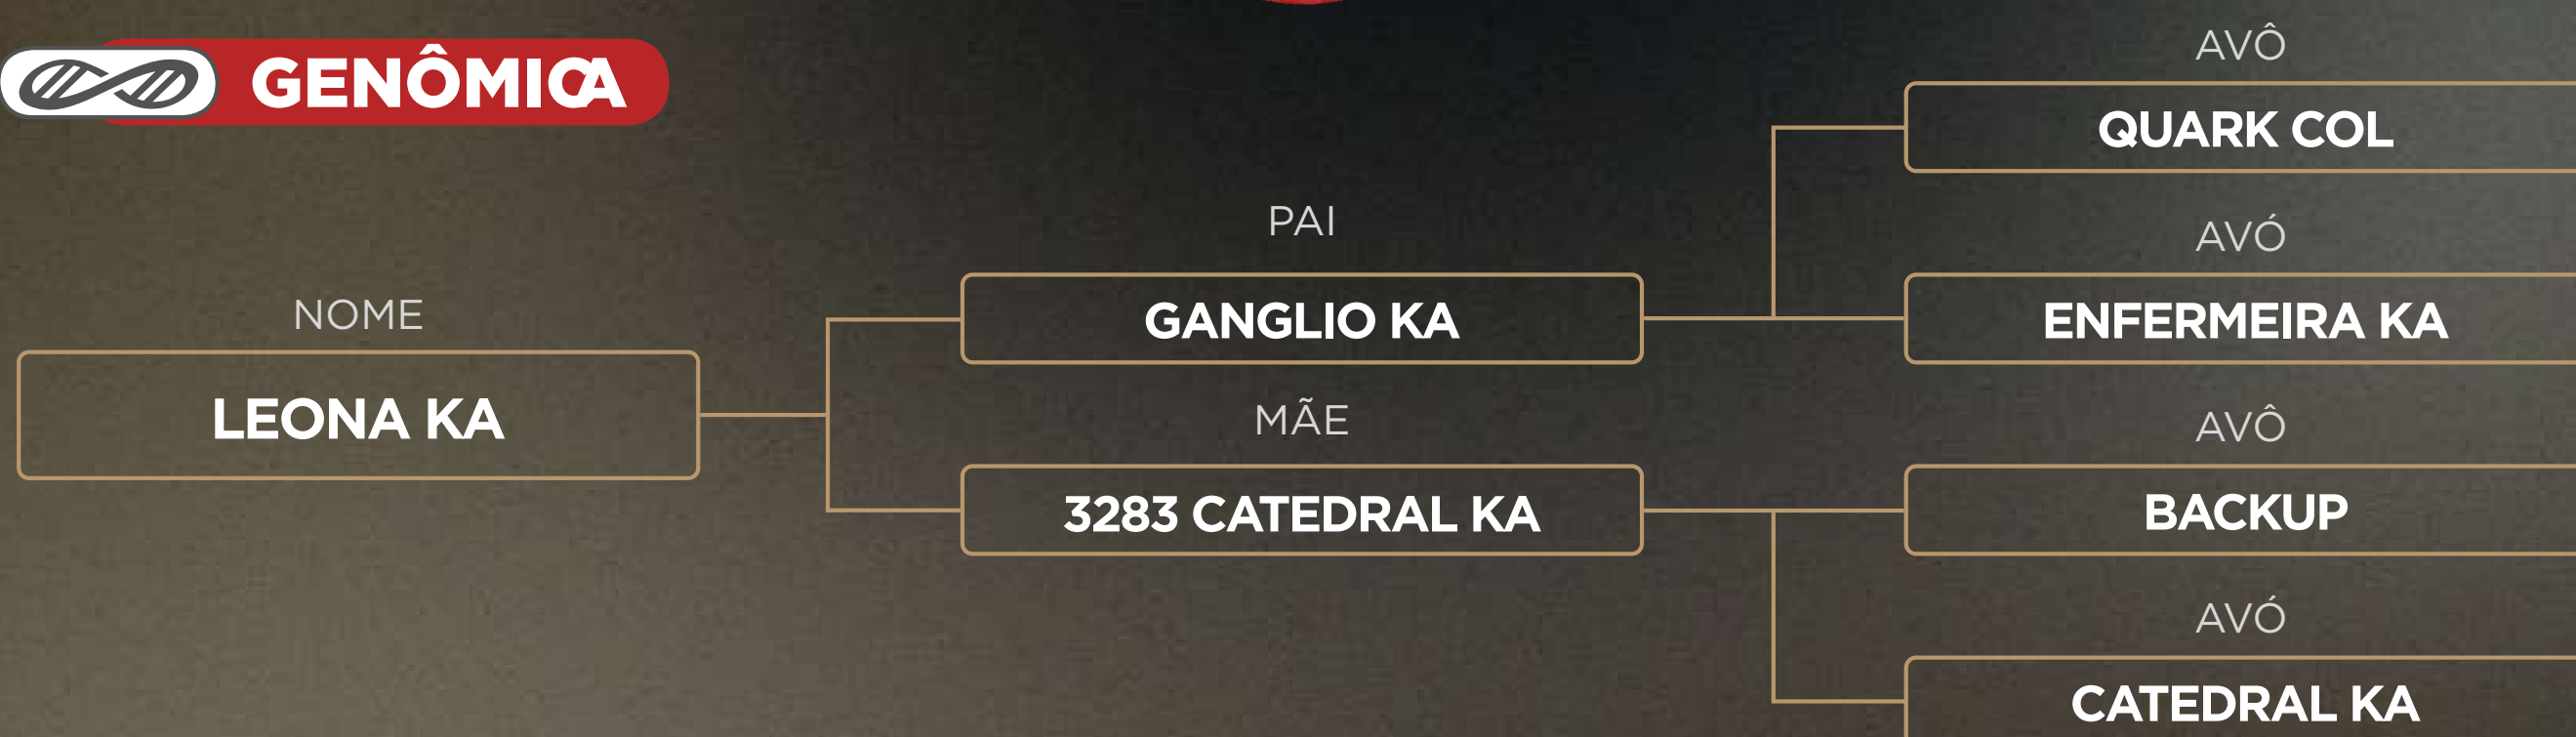 GENÔMICA
AVÔ
QUARK COL
PAI
AVÓ
GANGLIO KA
ENFERMEIRA KA
NOME
LEONA KA
MÃE
AVÔ
3283 CATEDRAL KA
BACKUP
AVÓ
CATEDRAL KA